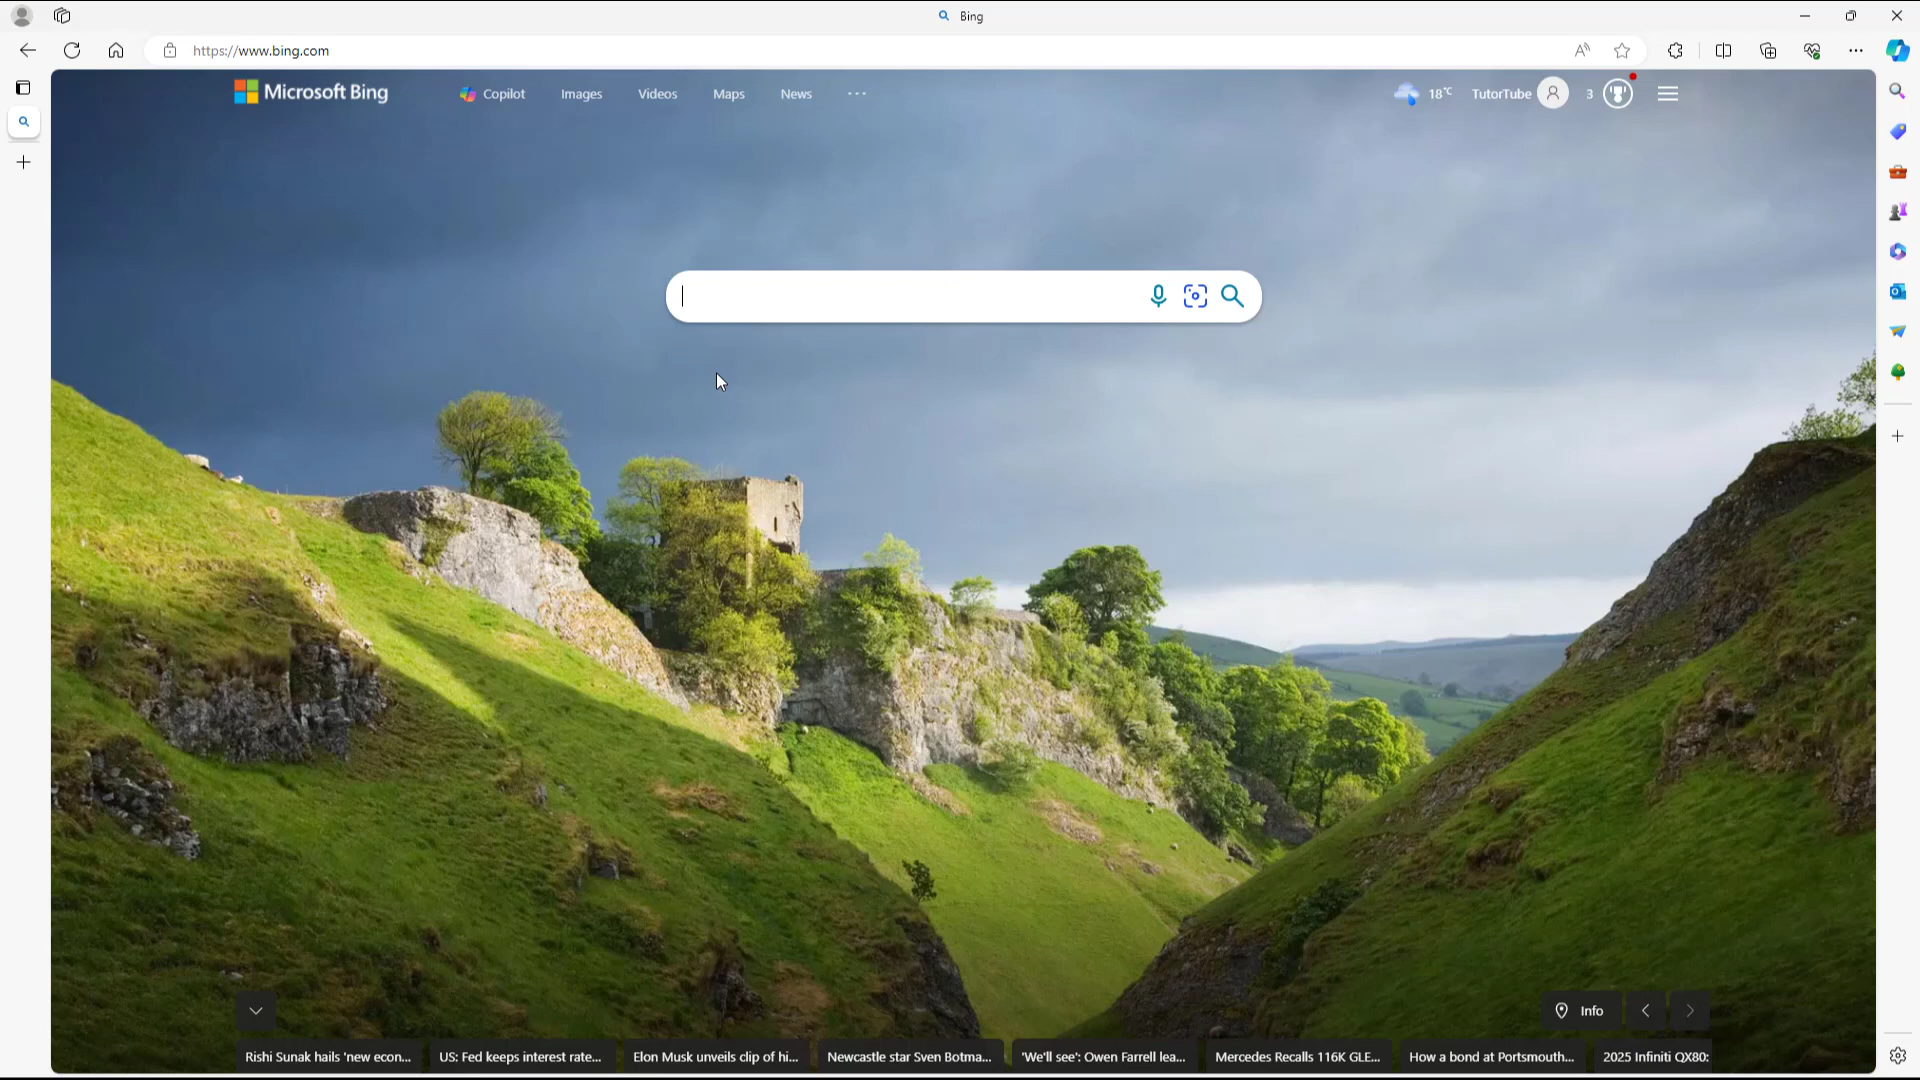 Bing
https://www.bing.com
Microsoft Bing
Copilot
Images
Videos
Maps
News
18°C
TutorTube
3
Info
Rishi Sunak hails 'new econ...
US: Fed keeps interest rate...
Elon Musk unveils clip of hi...
Newcastle star Sven Botma...
'We'll see': Owen Farrell lea...
Mercedes Recalls 116K GLE...
How a bond at Portsmouth...
2025 Infiniti QX80: